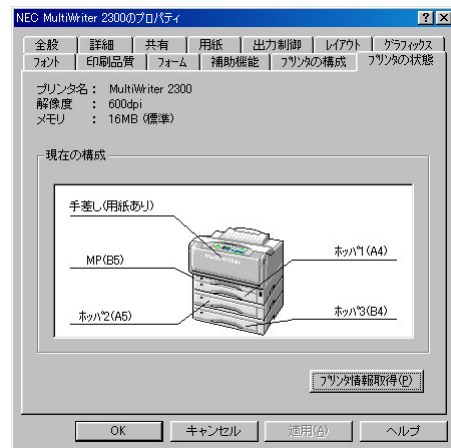 NEC MultiWriter 2300のプロパティ
全般 詳細 共有 用紙 出力制御 ﾚｲｱｳﾄ ｸﾞﾗﾌｨｯｸｽ
ﾌｫﾝﾄ 印刷品質 ﾌｫｰﾑ 補助機能 ﾌﾟﾘﾝﾀの構成 ﾌﾟﾘﾝﾀの状態
プリンタ名： MultiWriter 2300
解像度 ： 600dpi
メモリ ： 16MB (標準)
現在の構成
手差し(用紙あり)
MP(B5)
ﾎｯﾊﾟ1(A4)
ﾎｯﾊﾟ2(A5)
ﾎｯﾊﾟ3(B4)
ﾌﾟﾘﾝﾀ情報取得(P)
OK キャンセル 適用(A) ヘルプ